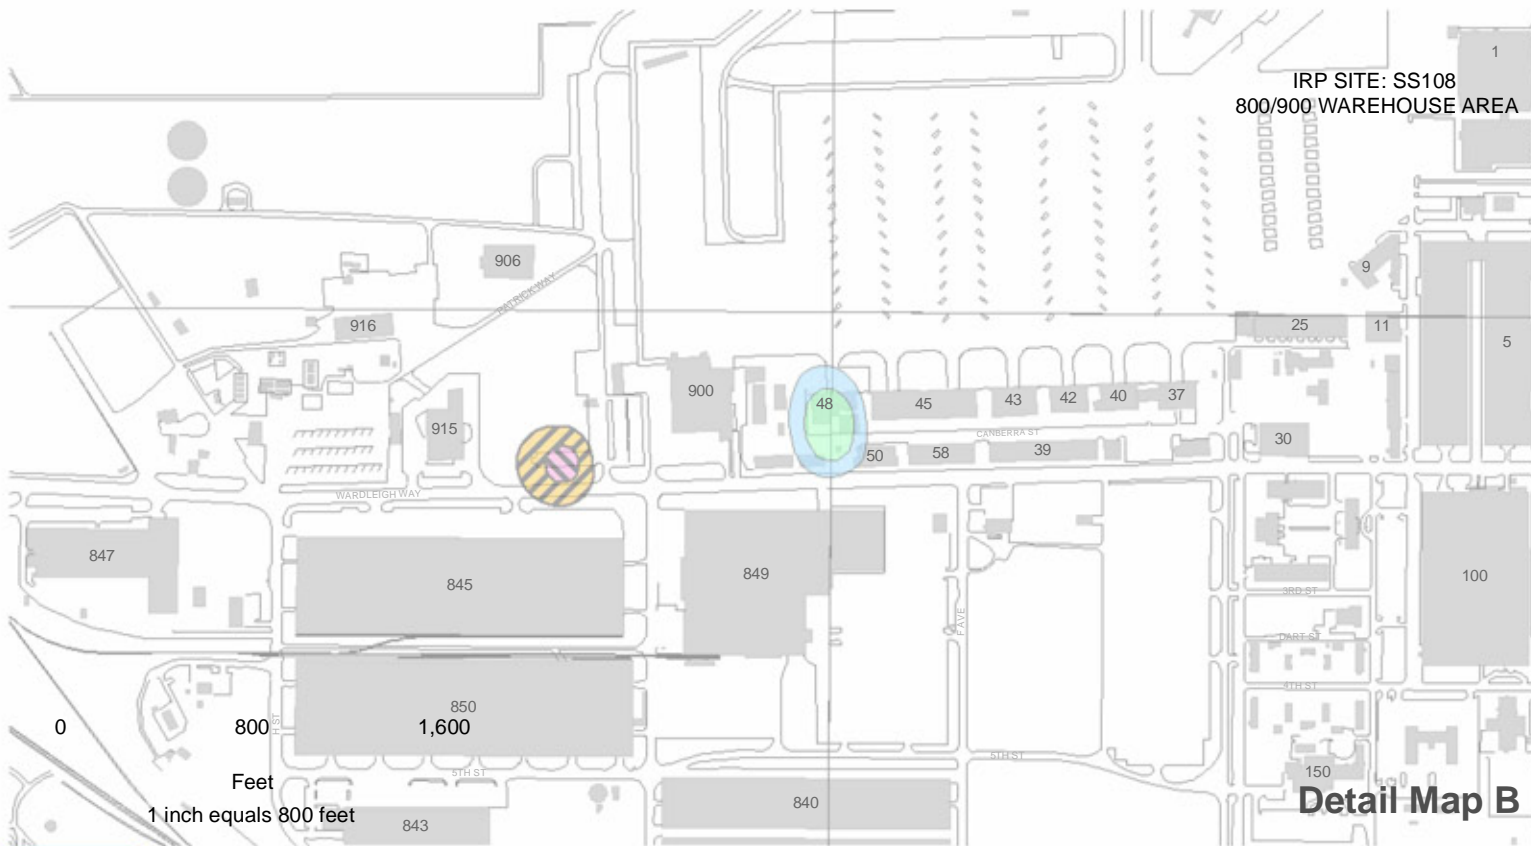 1
IRP SITE: SS108
800/900 WAREHOUSE AREA
906
9
PATRICK WAY
916
25
11
5
900
48
45
43
42
40
37
915
CANBERRA ST
50
58
39
30
WARDLEIGH WAY
847
845
849
100
3RD ST
F AVE
DART ST
4TH ST
850
0
800
1,600
H ST
5TH ST
5TH ST
150
Feet
840
Detail Map B
1 inch equals 800 feet
843